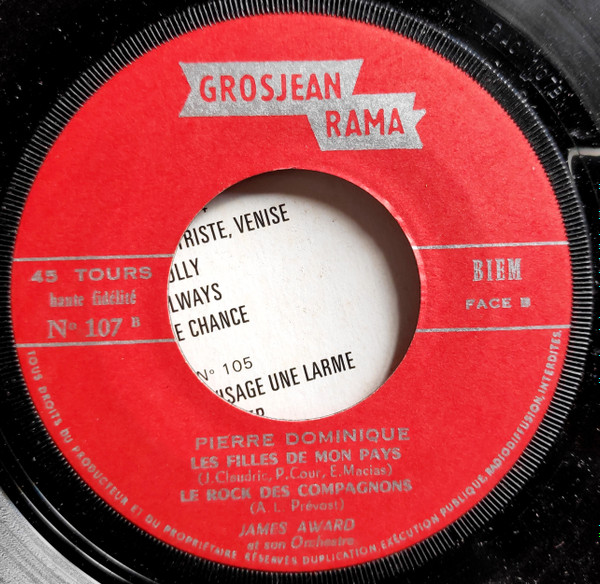 GROSJEAN
RAMA
TRISTE, VENISE
LLY
LWAYS
E CHANCE
N° 105
ISAGE UNE LARME
45 TOURS
haute fidélité
N° 107 B
BIEM
FACE B
PIERRE DOMINIQUE
LES FILLES DE MON PAYS
(J. Claudric, P. Cour, E. Macias)
LE ROCK DES COMPAGNONS
(A. L. Prévost)
JAMES AWARD
et son Orchestre
TOUS DROITS DU PRODUCTEUR ET DU PROPRIÉTAIRE RÉSERVÉS DUPLICATION, EXÉCUTION PUBLIQUE, RADIODIFFUSION, INTERDITES.